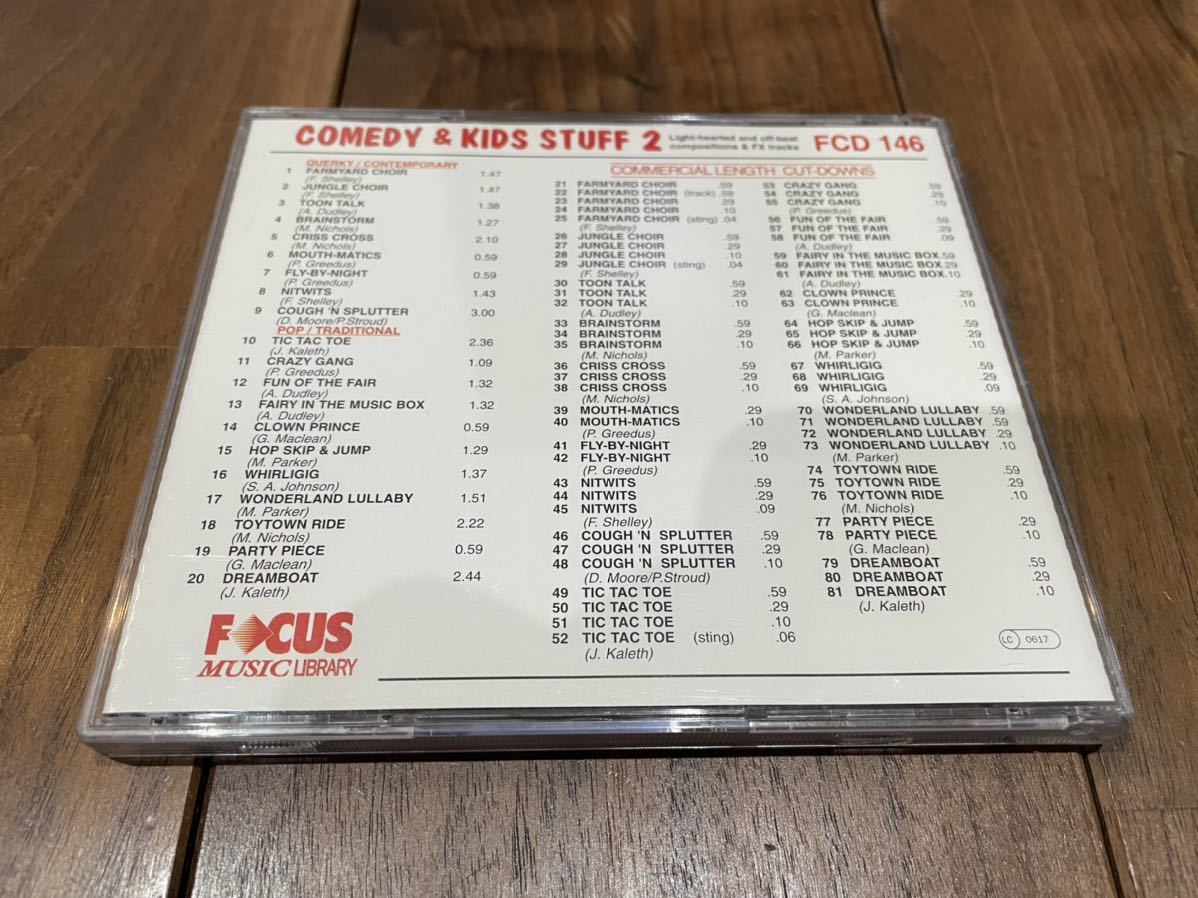 COMEDY & KIDS STUFF 2 Light-hearted and off-beat compositions & FX tracks FCD 146
QUERKY / CONTEMPORARY
1 FARMYARD CHOIR 1.47
(F. Shelley)
2 JUNGLE CHOIR 1.47
(F. Shelley)
3 TOON TALK 1.38
(A. Dudley)
4 BRAINSTORM 1.27
(M. Nichols)
5 CRISS CROSS 2.10
(M. Nichols)
6 MOUTH-MATICS 0.59
(P. Greedus)
7 FLY-BY-NIGHT 0.59
(P. Greedus)
8 NITWITS 1.43
(F. Shelley)
9 COUGH 'N SPLUTTER 3.00
(D. Moore/P.Stroud)
POP / TRADITIONAL
10 TIC TAC TOE 2.36
(J. Kaleth)
11 CRAZY GANG 1.09
(P. Greedus)
12 FUN OF THE FAIR 1.32
(A. Dudley)
13 FAIRY IN THE MUSIC BOX 1.32
(A. Dudley)
14 CLOWN PRINCE 0.59
(G. Maclean)
15 HOP SKIP & JUMP 1.29
(M. Parker)
16 WHIRLIGIG 1.37
(S. A. Johnson)
17 WONDERLAND LULLABY 1.51
(M. Parker)
18 TOYTOWN RIDE 2.22
(M. Nichols)
19 PARTY PIECE 0.59
(G. Maclean)
20 DREAMBOAT 2.44
(J. Kaleth)
COMMERCIAL LENGTH CUT-DOWNS
21 FARMYARD CHOIR .59
22 FARMYARD CHOIR (track) .59
23 FARMYARD CHOIR .29
24 FARMYARD CHOIR .10
25 FARMYARD CHOIR (sting) .04
(F. Shelley)
26 JUNGLE CHOIR .59
27 JUNGLE CHOIR .29
28 JUNGLE CHOIR .10
29 JUNGLE CHOIR (sting) .04
(F. Shelley)
30 TOON TALK .59
31 TOON TALK .29
32 TOON TALK .10
(A. Dudley)
33 BRAINSTORM .59
34 BRAINSTORM .29
35 BRAINSTORM .10
(M. Nichols)
36 CRISS CROSS .59
37 CRISS CROSS .29
38 CRISS CROSS .10
(M. Nichols)
39 MOUTH-MATICS .29
40 MOUTH-MATICS .10
(P. Greedus)
41 FLY-BY-NIGHT .29
42 FLY-BY-NIGHT .10
(P. Greedus)
43 NITWITS .59
44 NITWITS .29
45 NITWITS .09
(F. Shelley)
46 COUGH 'N SPLUTTER .59
47 COUGH 'N SPLUTTER .29
48 COUGH 'N SPLUTTER .10
(D. Moore/P.Stroud)
49 TIC TAC TOE .59
50 TIC TAC TOE .29
51 TIC TAC TOE .10
52 TIC TAC TOE (sting) .06
(J. Kaleth)
53 CRAZY GANG .59
54 CRAZY GANG .29
55 CRAZY GANG .10
(P. Greedus)
56 FUN OF THE FAIR .59
57 FUN OF THE FAIR .29
58 FUN OF THE FAIR .09
(A. Dudley)
59 FAIRY IN THE MUSIC BOX .59
60 FAIRY IN THE MUSIC BOX .29
61 FAIRY IN THE MUSIC BOX .10
(A. Dudley)
62 CLOWN PRINCE .29
63 CLOWN PRINCE .10
(G. Maclean)
64 HOP SKIP & JUMP .59
65 HOP SKIP & JUMP .29
66 HOP SKIP & JUMP .10
(M. Parker)
67 WHIRLIGIG .59
68 WHIRLIGIG .29
69 WHIRLIGIG .09
(S. A. Johnson)
70 WONDERLAND LULLABY .59
71 WONDERLAND LULLABY .59
72 WONDERLAND LULLABY .29
73 WONDERLAND LULLABY .10
(M. Parker)
74 TOYTOWN RIDE .59
75 TOYTOWN RIDE .29
76 TOYTOWN RIDE .10
(M. Nichols)
77 PARTY PIECE .29
78 PARTY PIECE .10
(G. Maclean)
79 DREAMBOAT .59
80 DREAMBOAT .29
81 DREAMBOAT .10
(J. Kaleth)
FOCUS
MUSIC LIBRARY
LC 0617